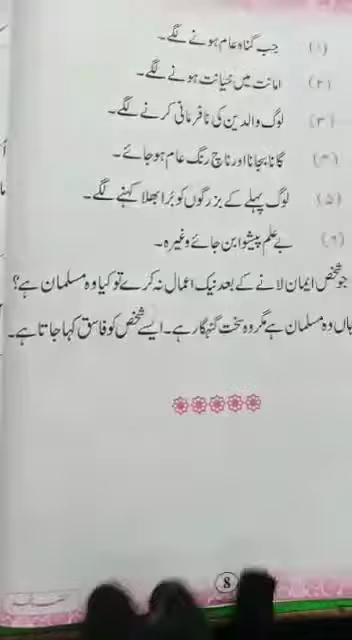 (۱) جب گناہ عام ہونے لگے۔
(۲) امانت میں خیانت ہونے لگے۔
(۳) لوگ والدین کی نافرمانی کرنے لگے۔
(۴) گانا بجانا اور ناچ رنگ عام ہو جائے۔
(۵) لوگ پہلے کے بزرگوں کو بُرا بھلا کہنے لگے۔
(۶) بے علم پیشوا بن جائے وغیرہ۔
جو شخص ایمان لانے کے بعد نیک اعمال نہ کرے تو کیا وہ مسلمان ہے؟
ہاں وہ مسلمان ہے مگر وہ سخت گنہگار ہے۔ ایسے شخص کو فاسق کہا جاتا ہے۔
8